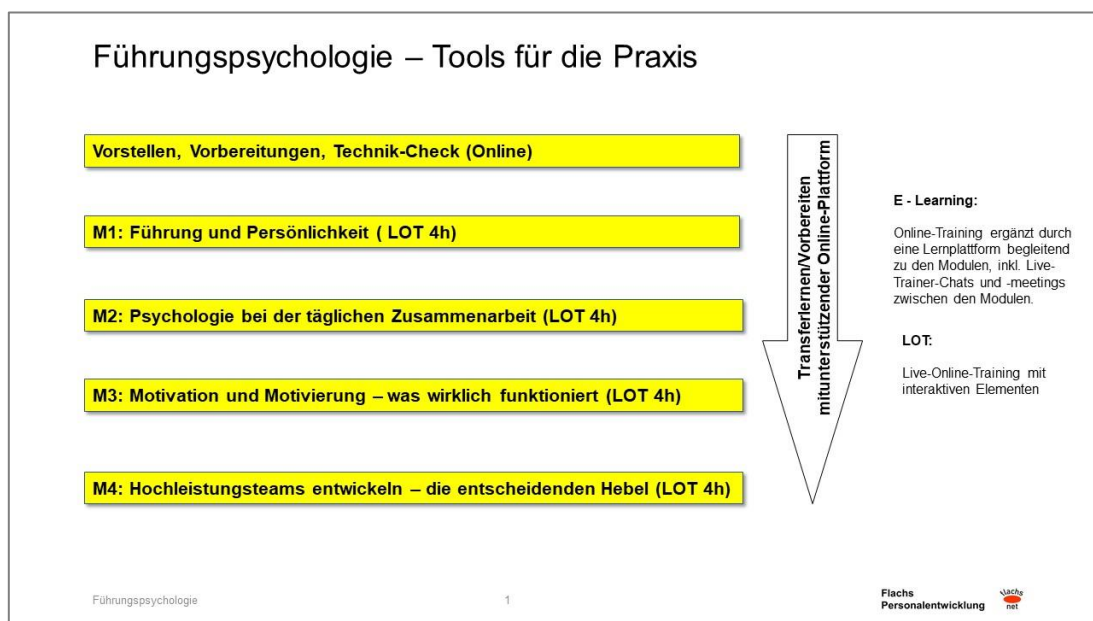 Führungspsychologie – Tools für die Praxis
Vorstellen, Vorbereitungen, Technik-Check (Online)
M1: Führung und Persönlichkeit ( LOT 4h)
M2: Psychologie bei der täglichen Zusammenarbeit (LOT 4h)
M3: Motivation und Motivierung – was wirklich funktioniert (LOT 4h)
M4: Hochleistungsteams entwickeln – die entscheidenden Hebel (LOT 4h)
Transferlernen/Vorbereiten
mitunterstützender Online-Plattform
E - Learning:
Online-Training ergänzt durch
eine Lernplattform begleitend
zu den Modulen, inkl. Live-
Trainer-Chats und -meetings
zwischen den Modulen.
LOT:
Live-Online-Training mit
interaktiven Elementen
Führungspsychologie
1
Flachs
Personalentwicklung
flachs
net